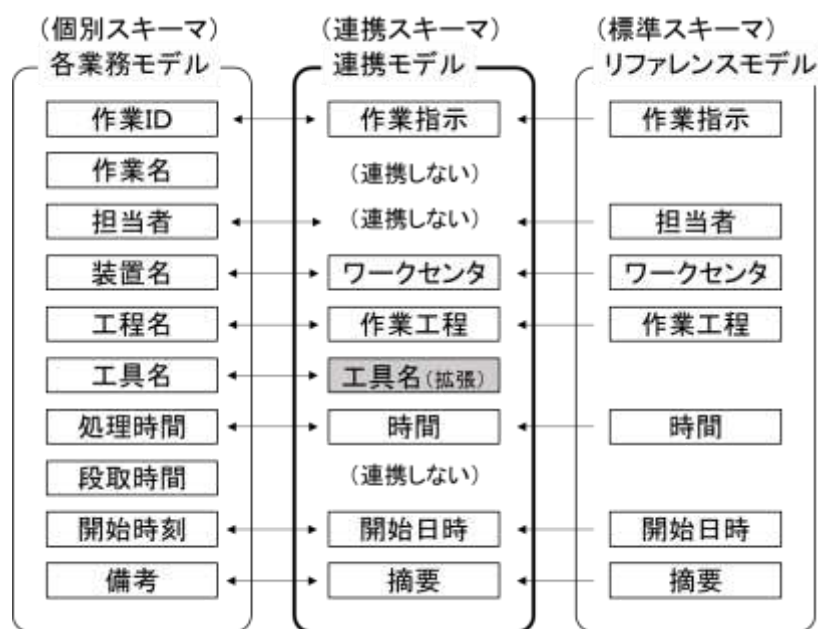 (個別スキーマ) (連携スキーマ) (標準スキーマ)
各業務モデル 連携モデル リファレンスモデル
作業ID 作業指示 作業指示
作業名 (連携しない)
担当者 (連携しない) 担当者
装置名 ワークセンタ ワークセンタ
工程名 作業工程 作業工程
工具名 工具名(拡張)
処理時間 時間 時間
段取時間 (連携しない)
開始時刻 開始日時 開始日時
備考 摘要 摘要